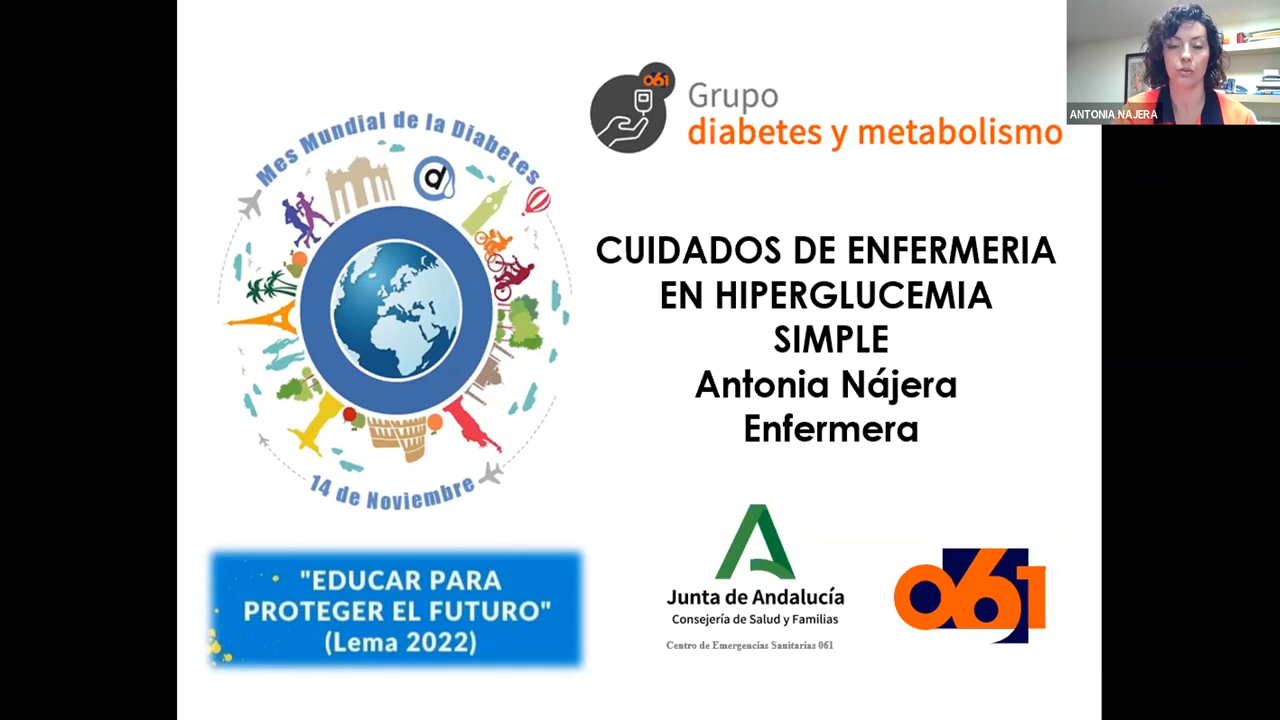 Mes Mundial de la Diabetes
d
14 de Noviembre
"EDUCAR PARA
PROTEGER EL FUTURO"
(Lema 2022)
061
Grupo
diabetes y metabolismo
CUIDADOS DE ENFERMERIA
EN HIPERGLUCEMIA
SIMPLE
Antonia Nájera
Enfermera
Junta de Andalucía
Consejería de Salud y Familias
Centro de Emergencias Sanitarias 061
061
ANTONIA NAJERA